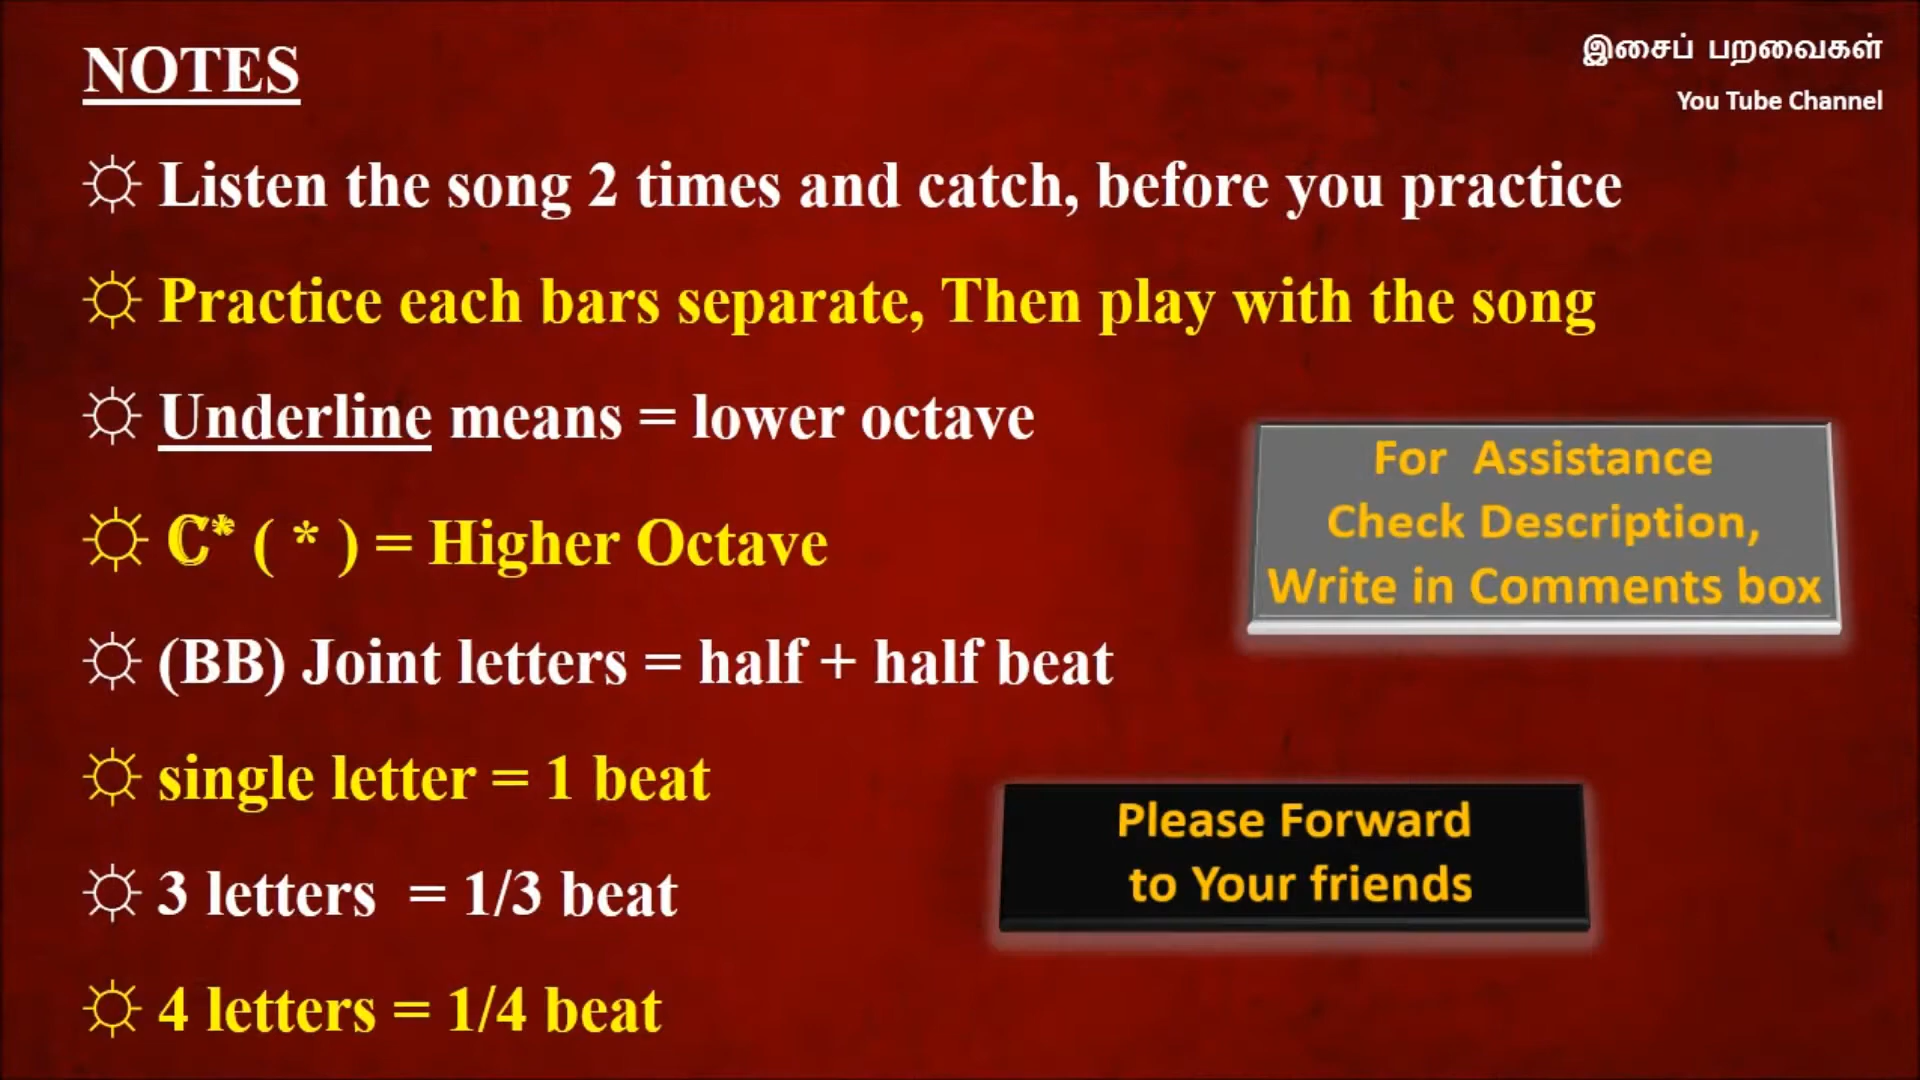 NOTES
இசைப் பறவைகள்
You Tube Channel
☼ Listen the song 2 times and catch, before you practice
☼ Practice each bars separate, Then play with the song
☼ Underline means = lower octave
☼ ℂ* ( * ) = Higher Octave
☼ (BB) Joint letters = half + half beat
☼ single letter = 1 beat
☼ 3 letters = 1/3 beat
☼ 4 letters = 1/4 beat
For Assistance
Check Description,
Write in Comments box
Please Forward
to Your friends